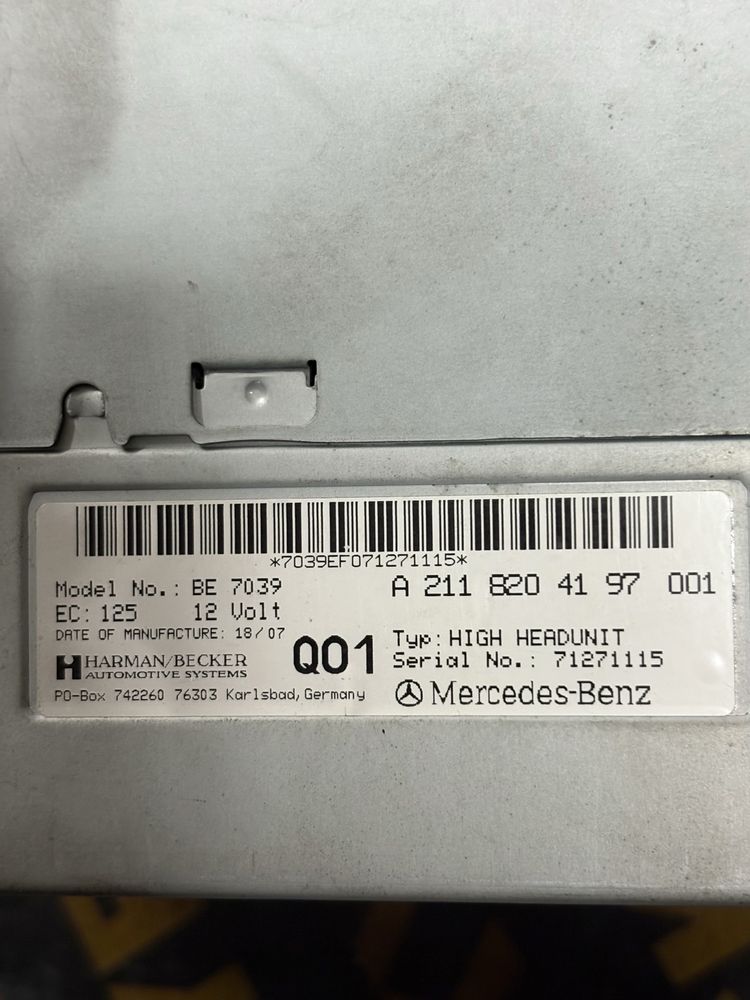 *7039EF071271115*
Model No.: BE 7039
A 211 820 41 97 001
EC: 125 12 Volt
DATE OF MANUFACTURE: 18/07
Q01
Typ: HIGH HEADUNIT
HARMAN/BECKER
AUTOMOTIVE SYSTEMS
Serial No.: 71271115
PO-Box 742260 76303 Karlsbad, Germany
Mercedes-Benz